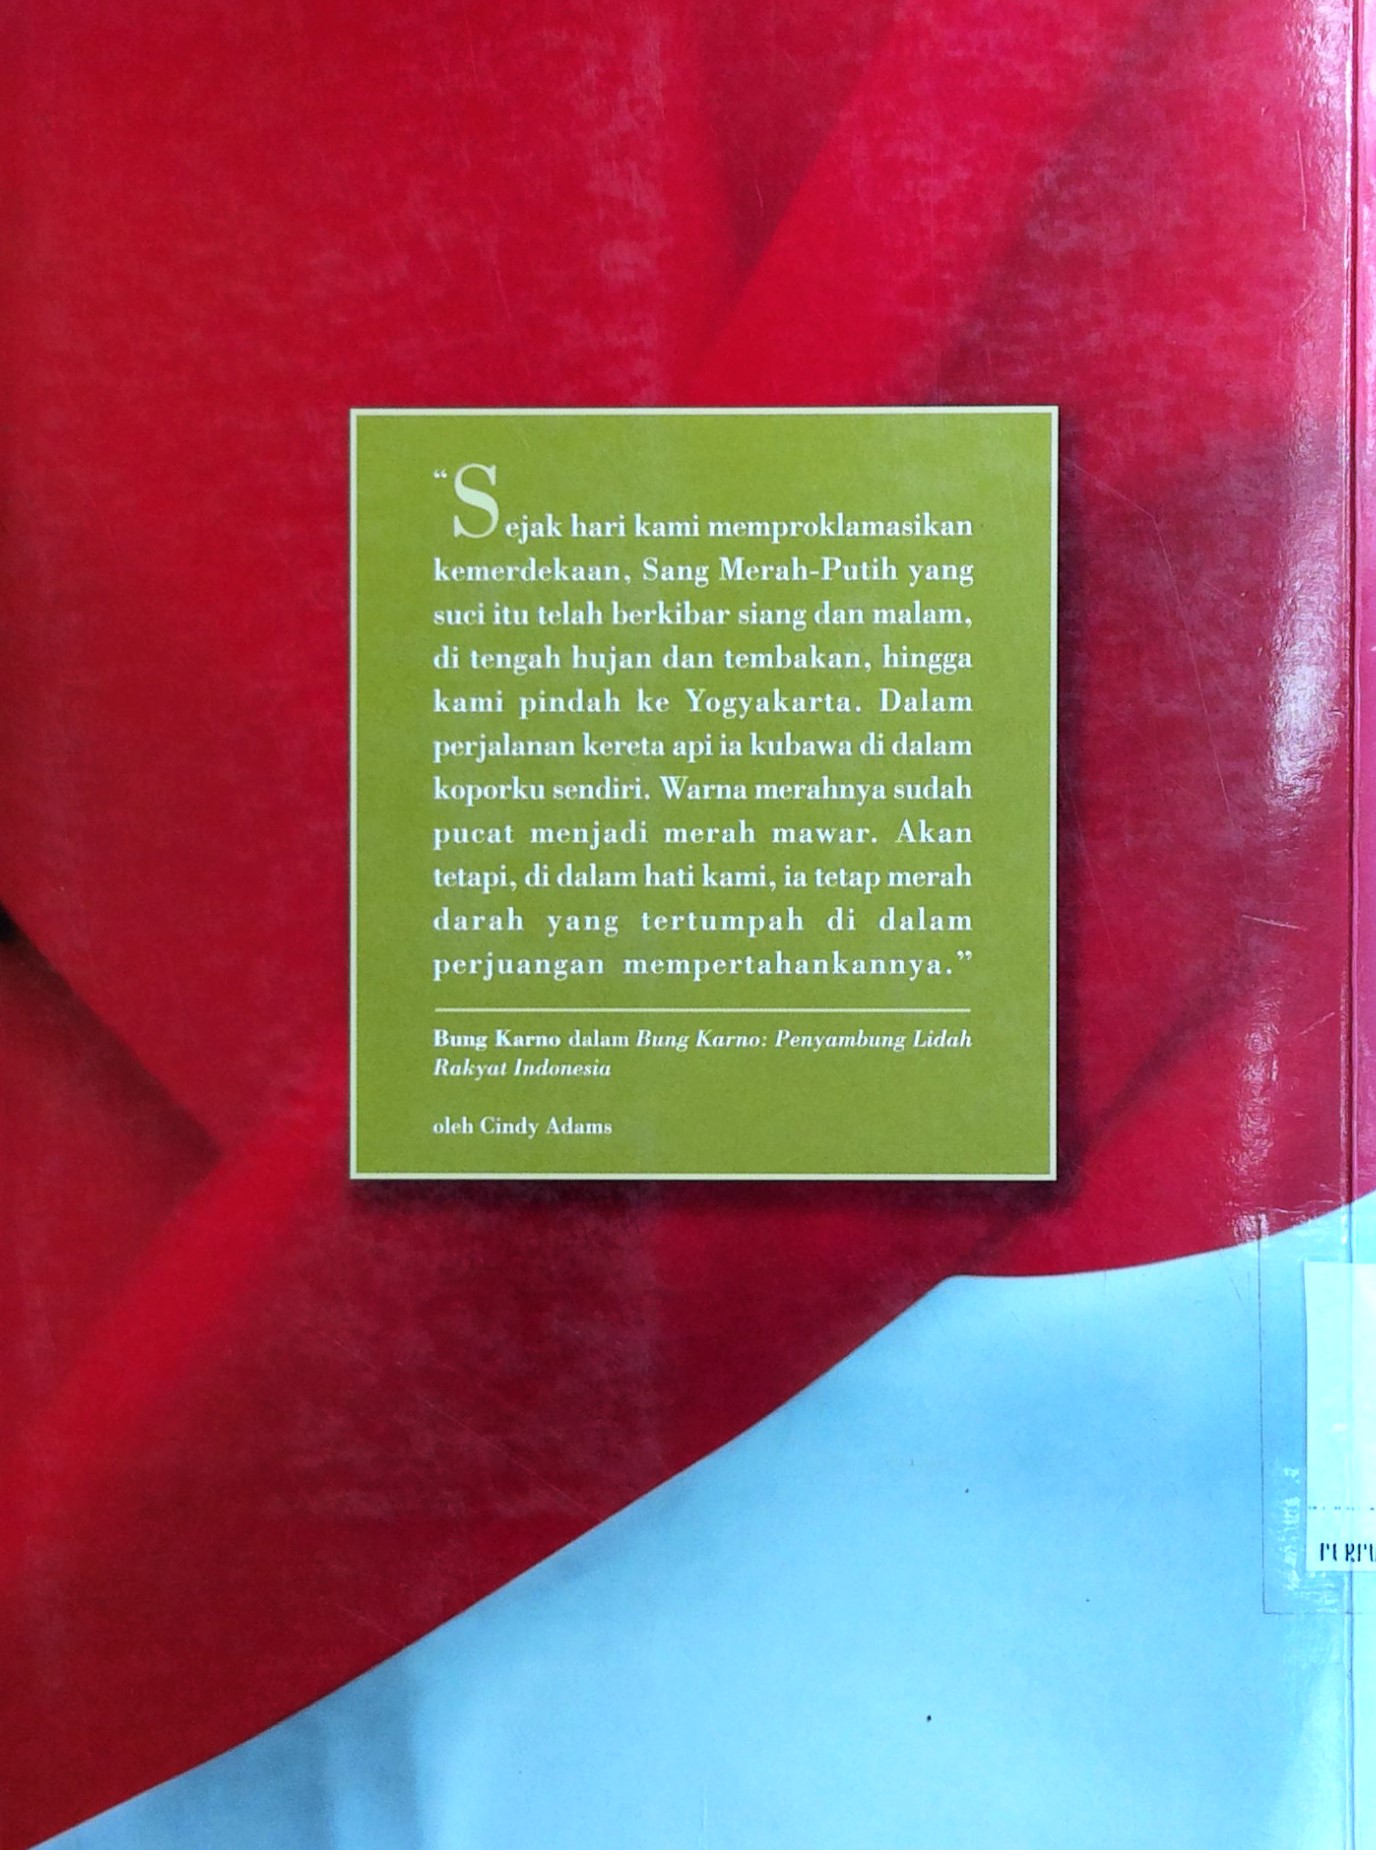 “Sejak hari kami memproklamasikan
kemerdekaan, Sang Merah-Putih yang
suci itu telah berkibar siang dan malam,
di tengah hujan dan tembakan, hingga
kami pindah ke Yogyakarta. Dalam
perjalanan kereta api ia kubawa di dalam
koporku sendiri. Warna merahnya sudah
pucat menjadi merah mawar. Akan
tetapi, di dalam hati kami, ia tetap merah
darah yang tertumpah di dalam
perjuangan mempertahankannya.”
Bung Karno dalam Bung Karno: Penyambung Lidah
Rakyat Indonesia
oleh Cindy Adams